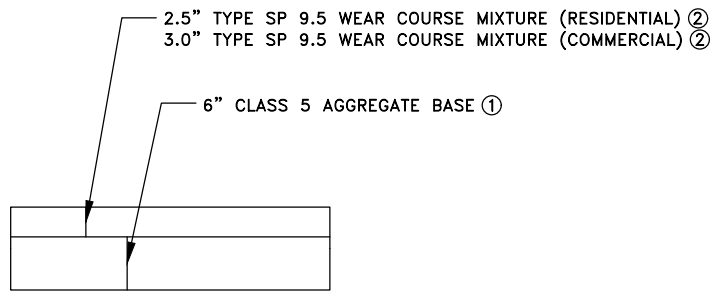 2.5” TYPE SP 9.5 WEAR COURSE MIXTURE (RESIDENTIAL) ②
3.0” TYPE SP 9.5 WEAR COURSE MIXTURE (COMMERCIAL) ②
6” CLASS 5 AGGREGATE BASE ①